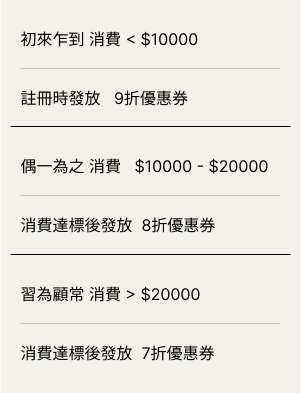 初來乍到 消費 < $10000
註冊時發放 9折優惠券
偶一為之 消費 $10000 - $20000
消費達標後發放 8折優惠券
習為顧常 消費 > $20000
消費達標後發放 7折優惠券